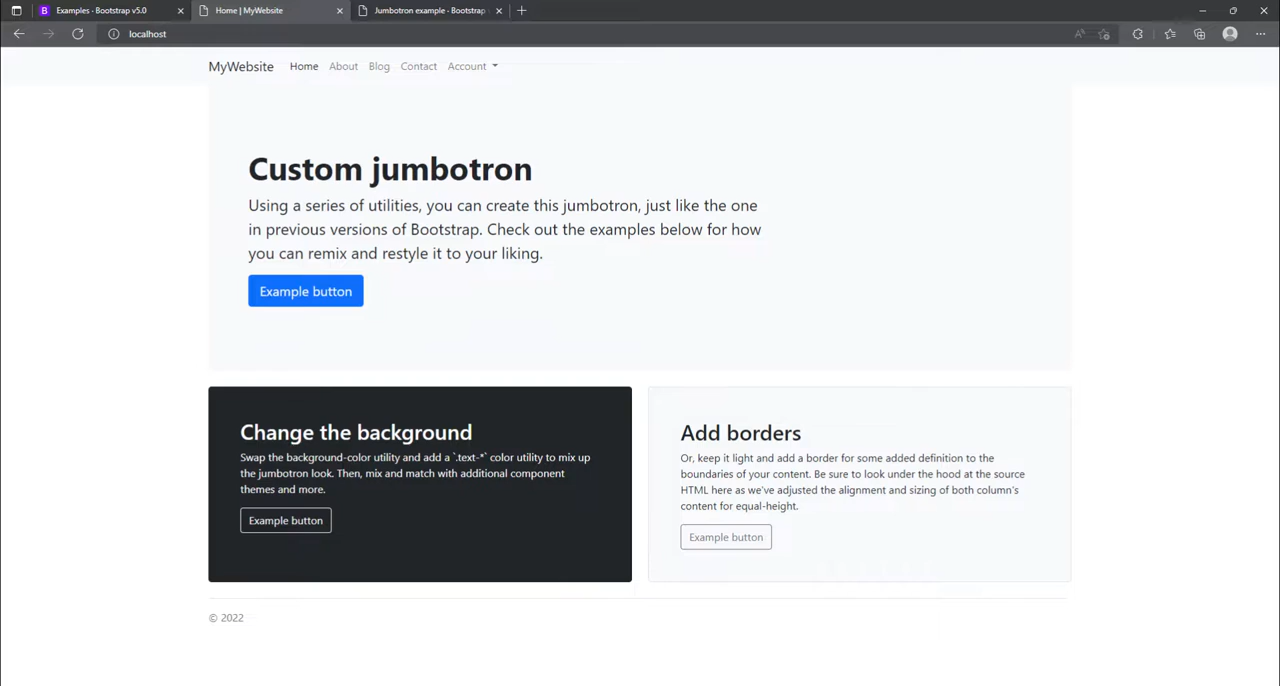 Examples · Bootstrap v5.0
Home | MyWebsite
Jumbotron example · Bootstrap
localhost
MyWebsite Home About Blog Contact Account
Custom jumbotron
Using a series of utilities, you can create this jumbotron, just like the one
in previous versions of Bootstrap. Check out the examples below for how
you can remix and restyle it to your liking.
Example button
Change the background
Swap the background-color utility and add a `.text-*` color utility to mix up
the jumbotron look. Then, mix and match with additional component
themes and more.
Example button
Add borders
Or, keep it light and add a border for some added definition to the
boundaries of your content. Be sure to look under the hood at the source
HTML here as we've adjusted the alignment and sizing of both column's
content for equal-height.
Example button
© 2022